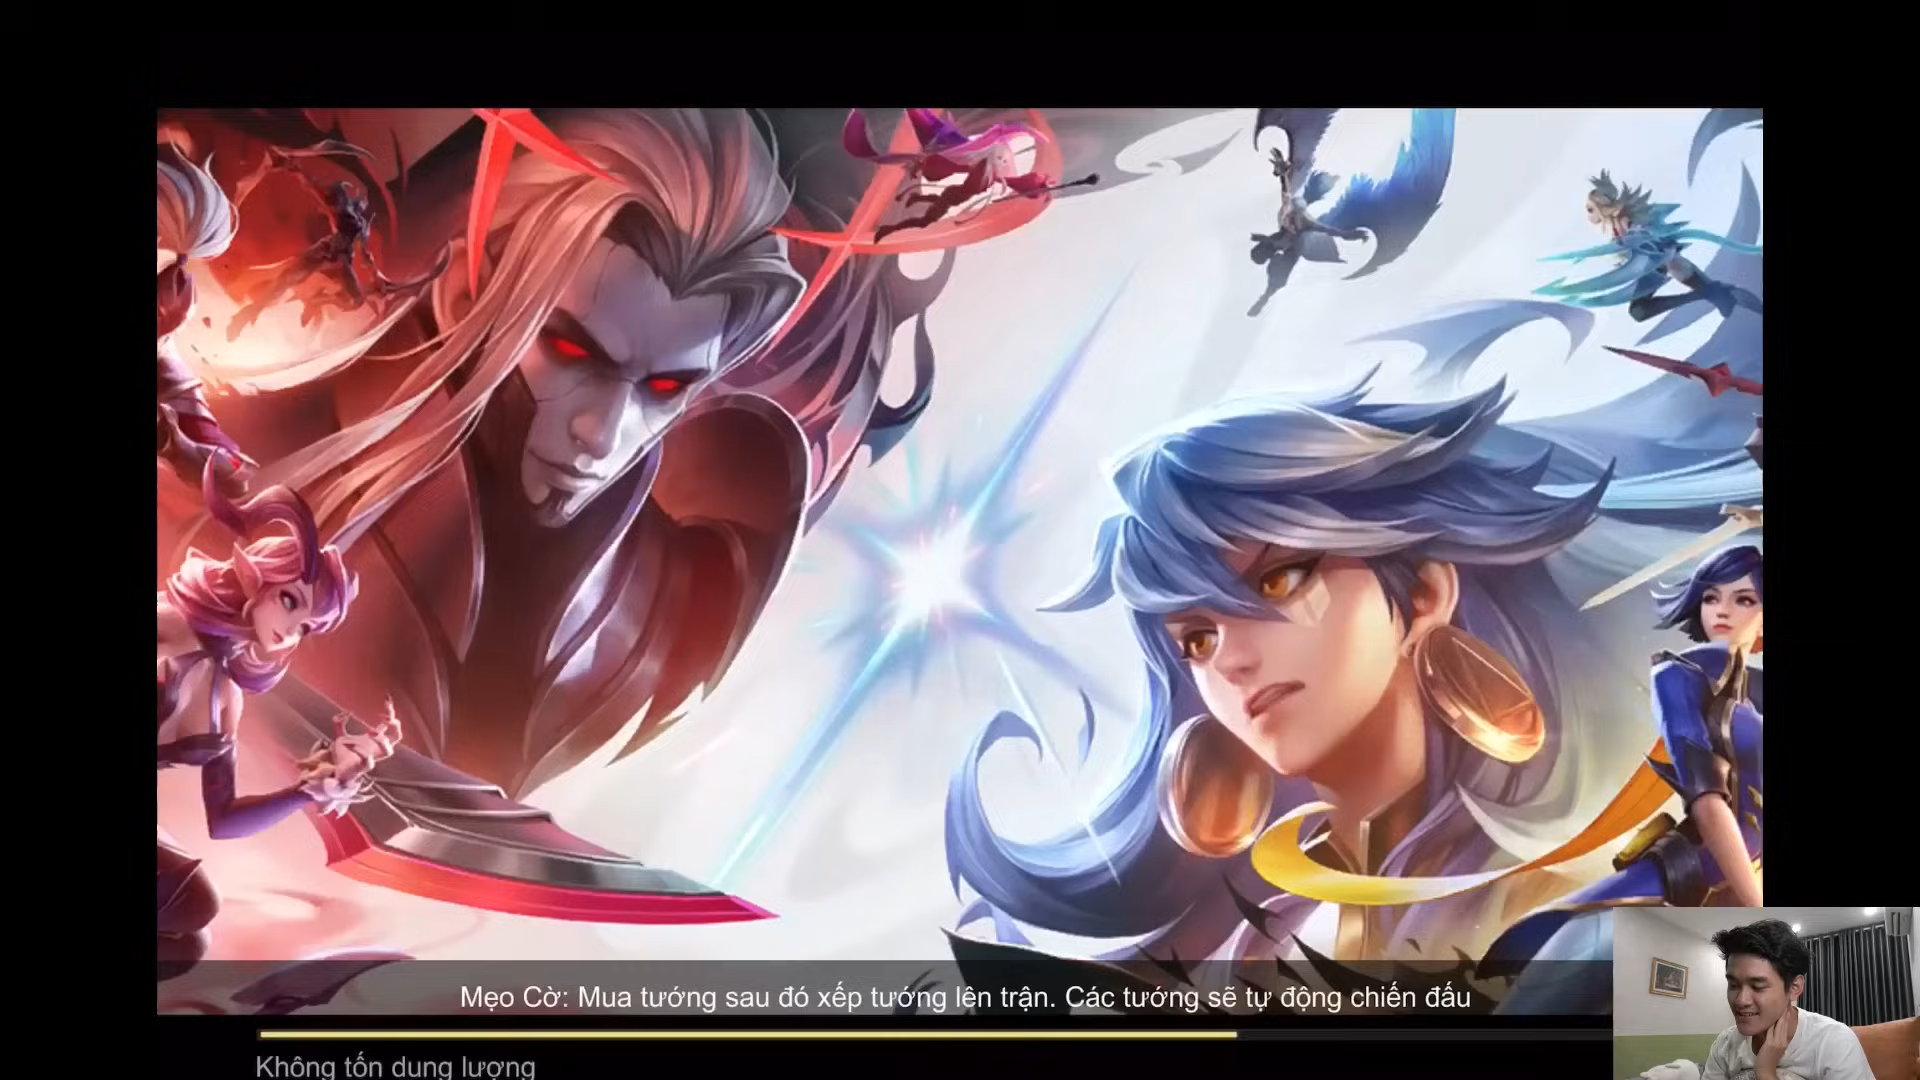 Mẹo Cờ: Mua tướng sau đó xếp tướng lên trận. Các tướng sẽ tự động chiến đấu
Không tốn dung lượng